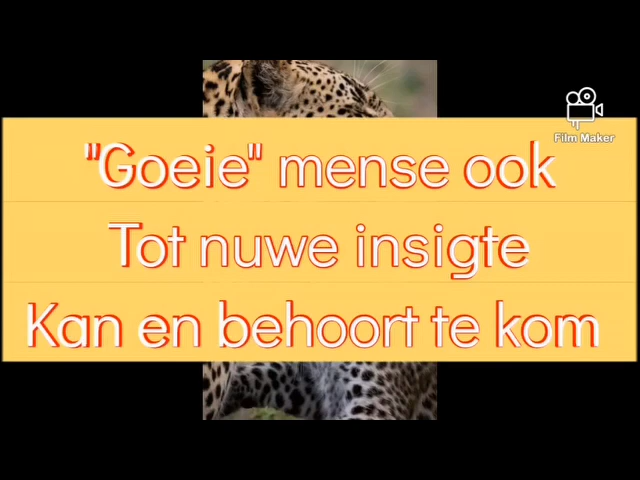 Film Maker
"Goeie" mense ook
Tot nuwe insigte
Kan en behoort te kom